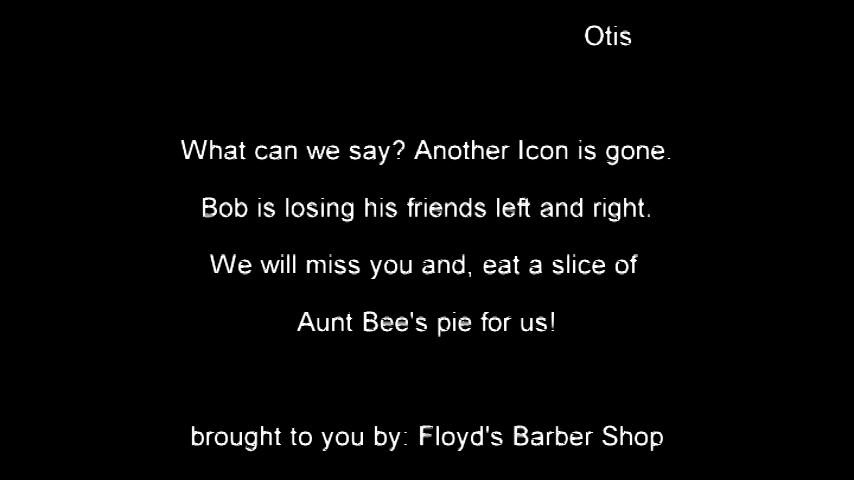 Otis
What can we say? Another Icon is gone.
Bob is losing his friends left and right.
We will miss you and, eat a slice of
Aunt Bee's pie for us!
brought to you by: Floyd's Barber Shop